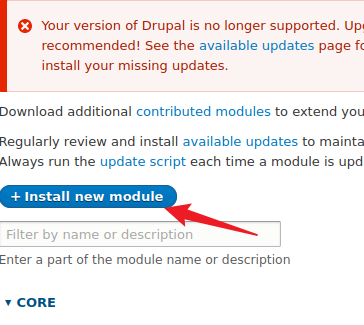 Your version of Drupal is no longer supported. Upg
recommended! See the available updates page fo
install your missing updates.
Download additional contributed modules to extend you
Regularly review and install available updates to mainta
Always run the update script each time a module is upd
+ Install new module
Filter by name or description
Enter a part of the module name or description
▼ CORE